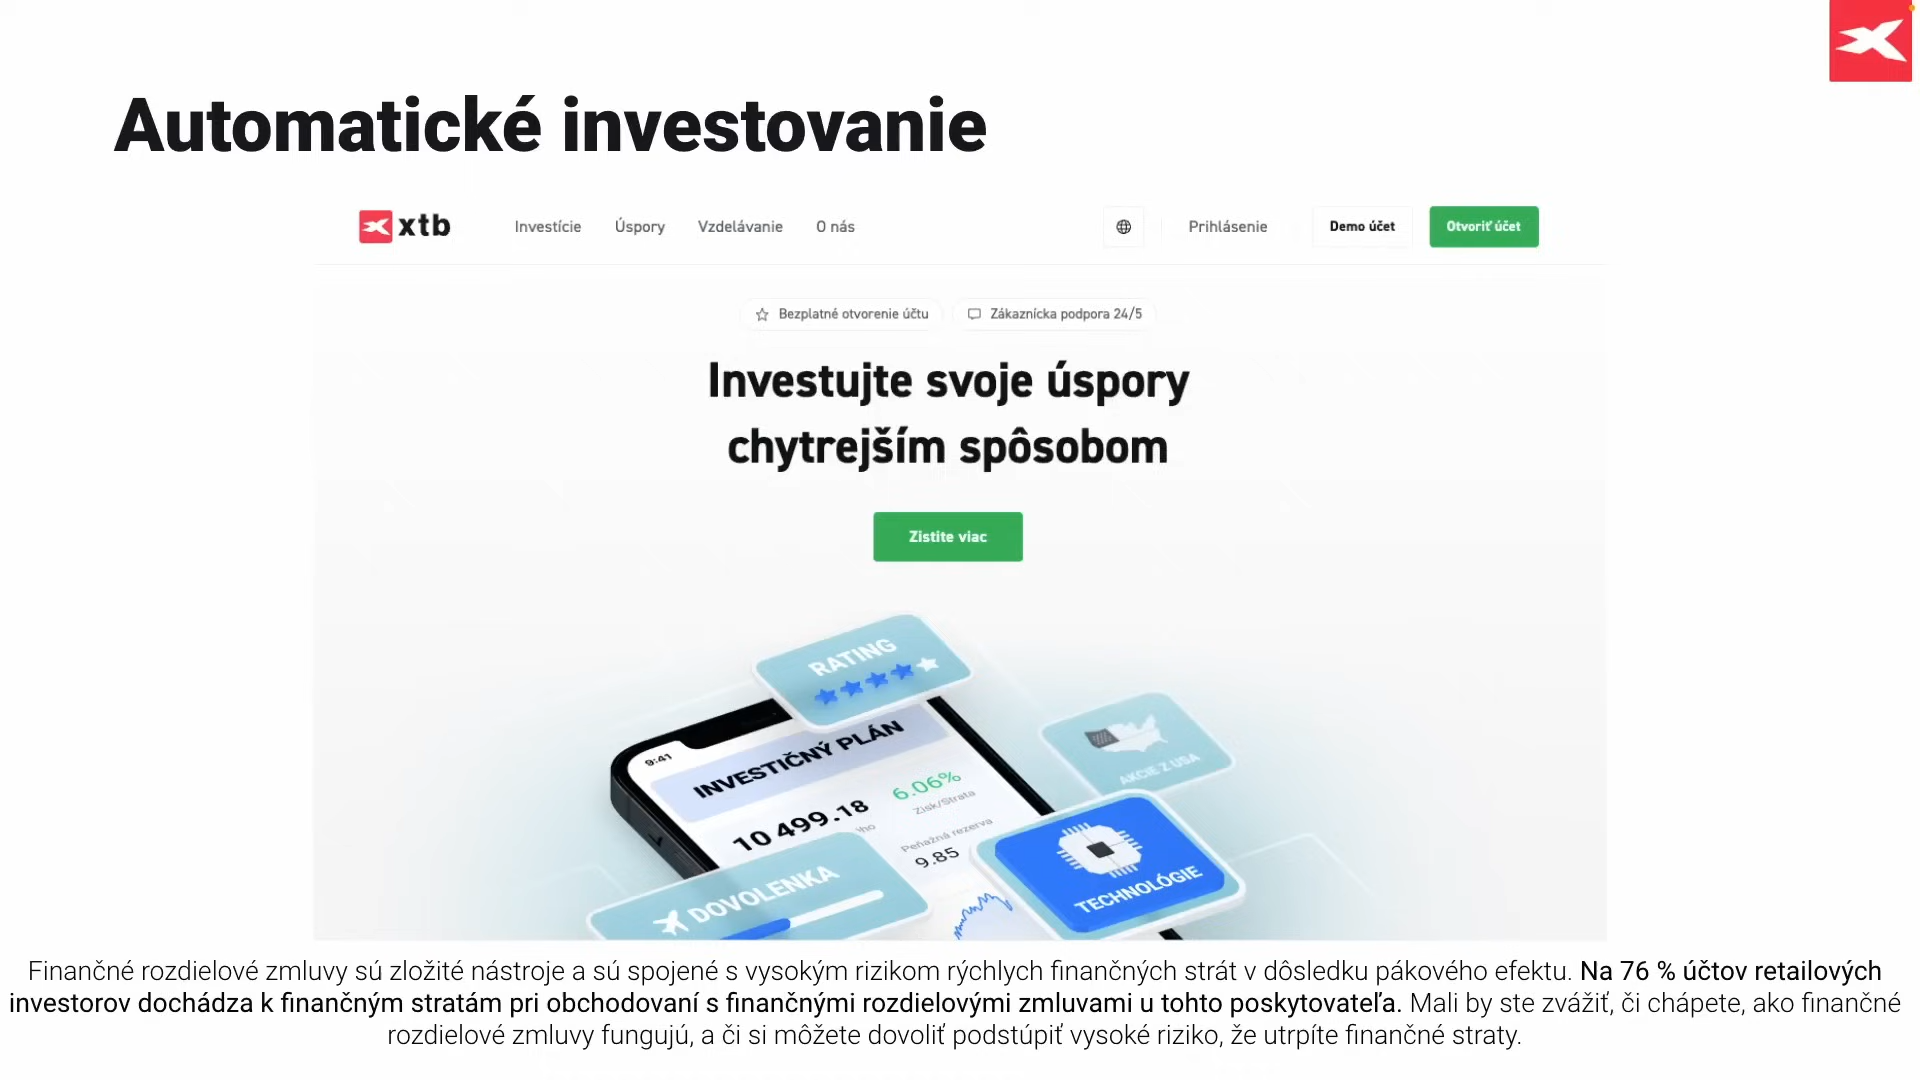 Automatické investovanie
xtb
Investície
Úspory
Vzdelávanie
O nás
Prihlásenie
Demo účet
Otvoriť účet
Bezplatné otvorenie účtu
Zákaznícka podpora 24/5
Investujte svoje úspory
chytrejším spôsobom
Zistite viac
RATING
9:41
INVESTIČNÝ PLÁN
10 499.18
6.06%
Zisk/Strata
Peňažná rezerva
9.85
AKCIE Z USA
DOVOLENKA
TECHNOLÓGIE
Finančné rozdielové zmluvy sú zložité nástroje a sú spojené s vysokým rizikom rýchlych finančných strát v dôsledku pákového efektu. Na 76 % účtov retailových
investorov dochádza k finančným stratám pri obchodovaní s finančnými rozdielovými zmluvami u tohto poskytovateľa. Mali by ste zvážiť, či chápete, ako finančné
rozdielové zmluvy fungujú, a či si môžete dovoliť podstúpiť vysoké riziko, že utrpíte finančné straty.